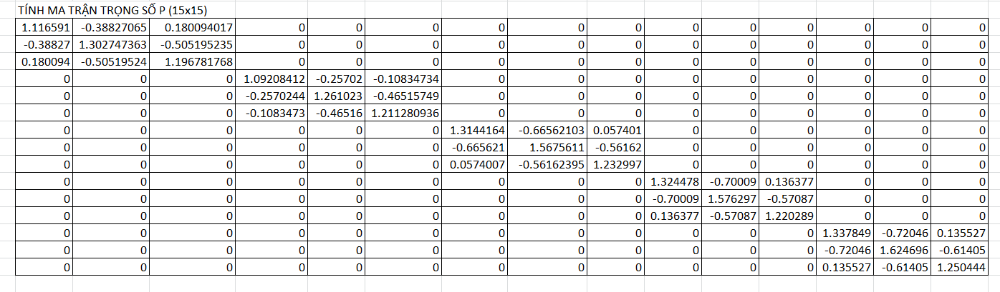 TÍNH MA TRẬN TRỌNG SỐ P (15x15)
1.116591 -0.38827065 0.180094017 0 0 0 0 0 0 0 0 0 0 0 0
-0.38827 1.302747363 -0.505195235 0 0 0 0 0 0 0 0 0 0 0 0
0.180094 -0.50519524 1.196781768 0 0 0 0 0 0 0 0 0 0 0 0
0 0 0 1.09208412 -0.25702 -0.10834734 0 0 0 0 0 0 0 0 0
0 0 0 -0.2570244 1.261023 -0.46515749 0 0 0 0 0 0 0 0 0
0 0 0 -0.1083473 -0.46516 1.211280936 0 0 0 0 0 0 0 0 0
0 0 0 0 0 0 1.3144164 -0.66562103 0.057401 0 0 0 0 0 0
0 0 0 0 0 0 -0.665621 1.5675611 -0.56162 0 0 0 0 0 0
0 0 0 0 0 0 0.0574007 -0.56162395 1.232997 0 0 0 0 0 0
0 0 0 0 0 0 0 0 0 1.324478 -0.70009 0.136377 0 0 0
0 0 0 0 0 0 0 0 0 -0.70009 1.576297 -0.57087 0 0 0
0 0 0 0 0 0 0 0 0 0.136377 -0.57087 1.220289 0 0 0
0 0 0 0 0 0 0 0 0 0 0 0 1.337849 -0.72046 0.135527
0 0 0 0 0 0 0 0 0 0 0 0 -0.72046 1.624696 -0.61405
0 0 0 0 0 0 0 0 0 0 0 0 0.135527 -0.61405 1.250444